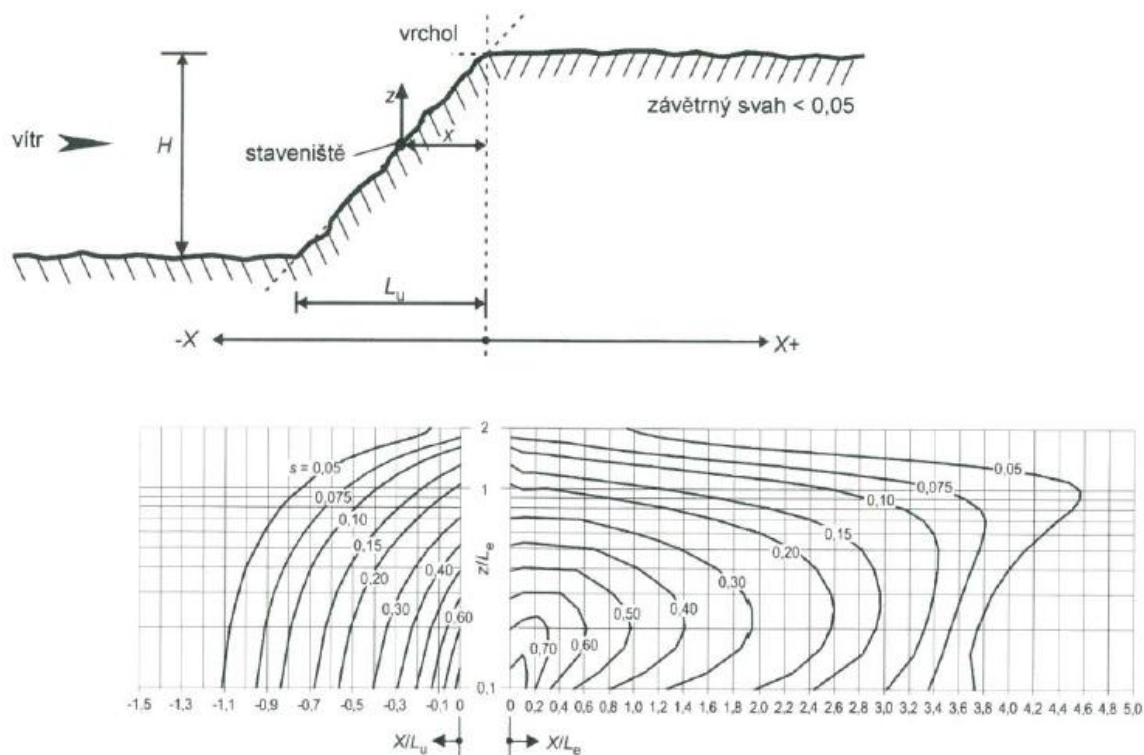 vrchol
závětrný svah < 0,05
z
vítr
H
x
staveniště
Lu
-X
X+
2
s = 0,05
0,05
0,075
0,075
1
0,10
0,10
0,15
0,15
0,20
0,20
0,40
z/Le
0,30
0,30
0,50
0,40
0,60
0,60
0,70
0,1
-1,5 -1,3 -1,1 -0,9 -0,7 -0,5 -0,3 -0,1 0 0 0,2 0,4 0,6 0,8 1,0 1,2 1,4 1,6 1,8 2,0 2,2 2,4 2,6 2,8 3,0 3,2 3,4 3,6 3,8 4,0 4,2 4,4 4,6 4,8 5,0
X/Lu X/Le